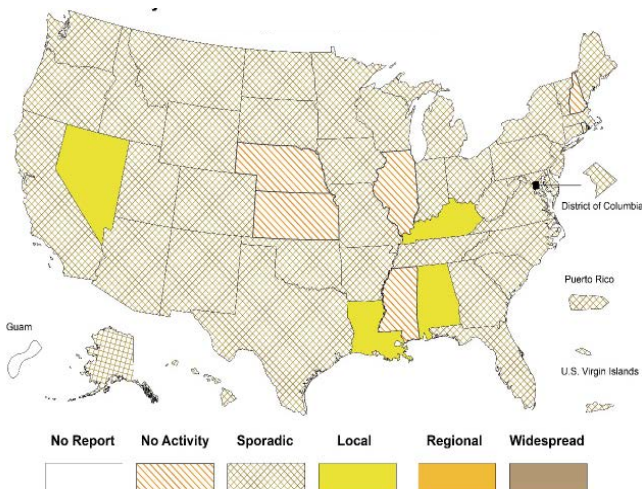 District of Columbia
Puerto Rico
Guam
U.S. Virgin Islands
No Report No Activity Sporadic Local Regional Widespread